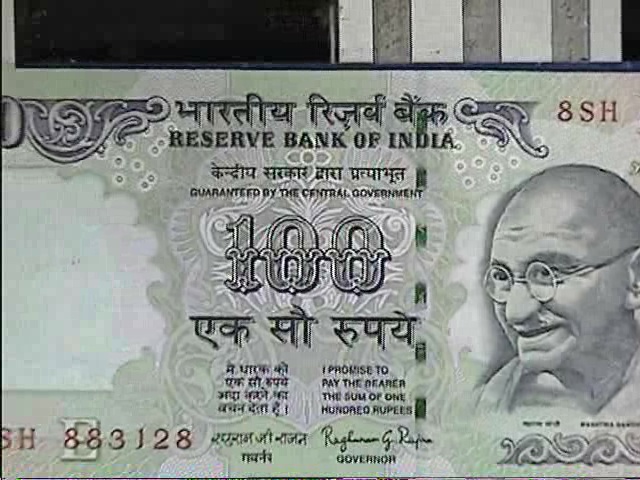 भारतीय रिज़र्व बैंक
8SH
RESERVE BANK OF INDIA
केन्द्रीय सरकार द्वारा प्रत्याभूत
GUARANTEED BY THE CENTRAL GOVERNMENT
100
एक सौ रुपये
मैं धारक को
एक सौ रुपये
अदा करने का
वचन देता हूँ।
I PROMISE TO
PAY THE BEARER
THE SUM OF ONE
HUNDRED RUPEES
SH 883128
E
Raghuram G. Rajan
गवर्नर
GOVERNOR
महात्मा गांधी
MAHATMA GANDHI